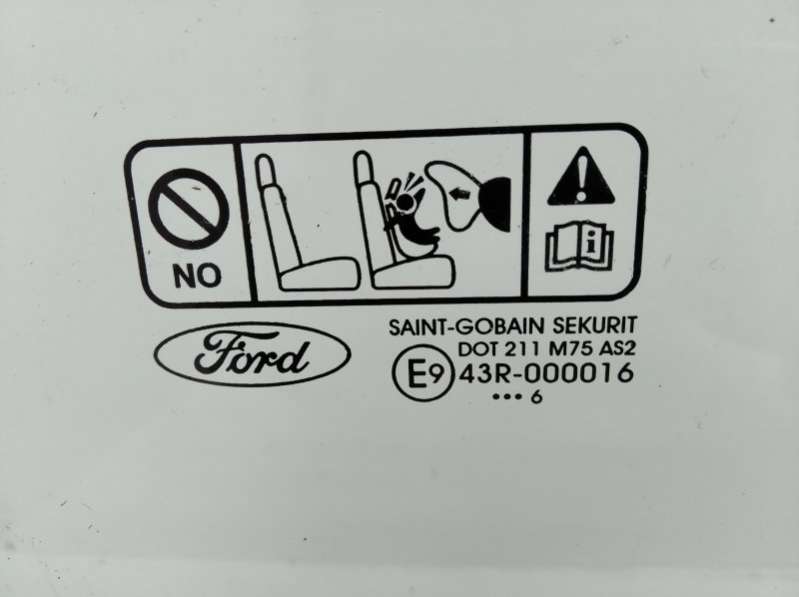 NO
i
Ford
SAINT-GOBAIN SEKURIT
DOT 211 M75 AS2
E9 43R-000016
••• 6